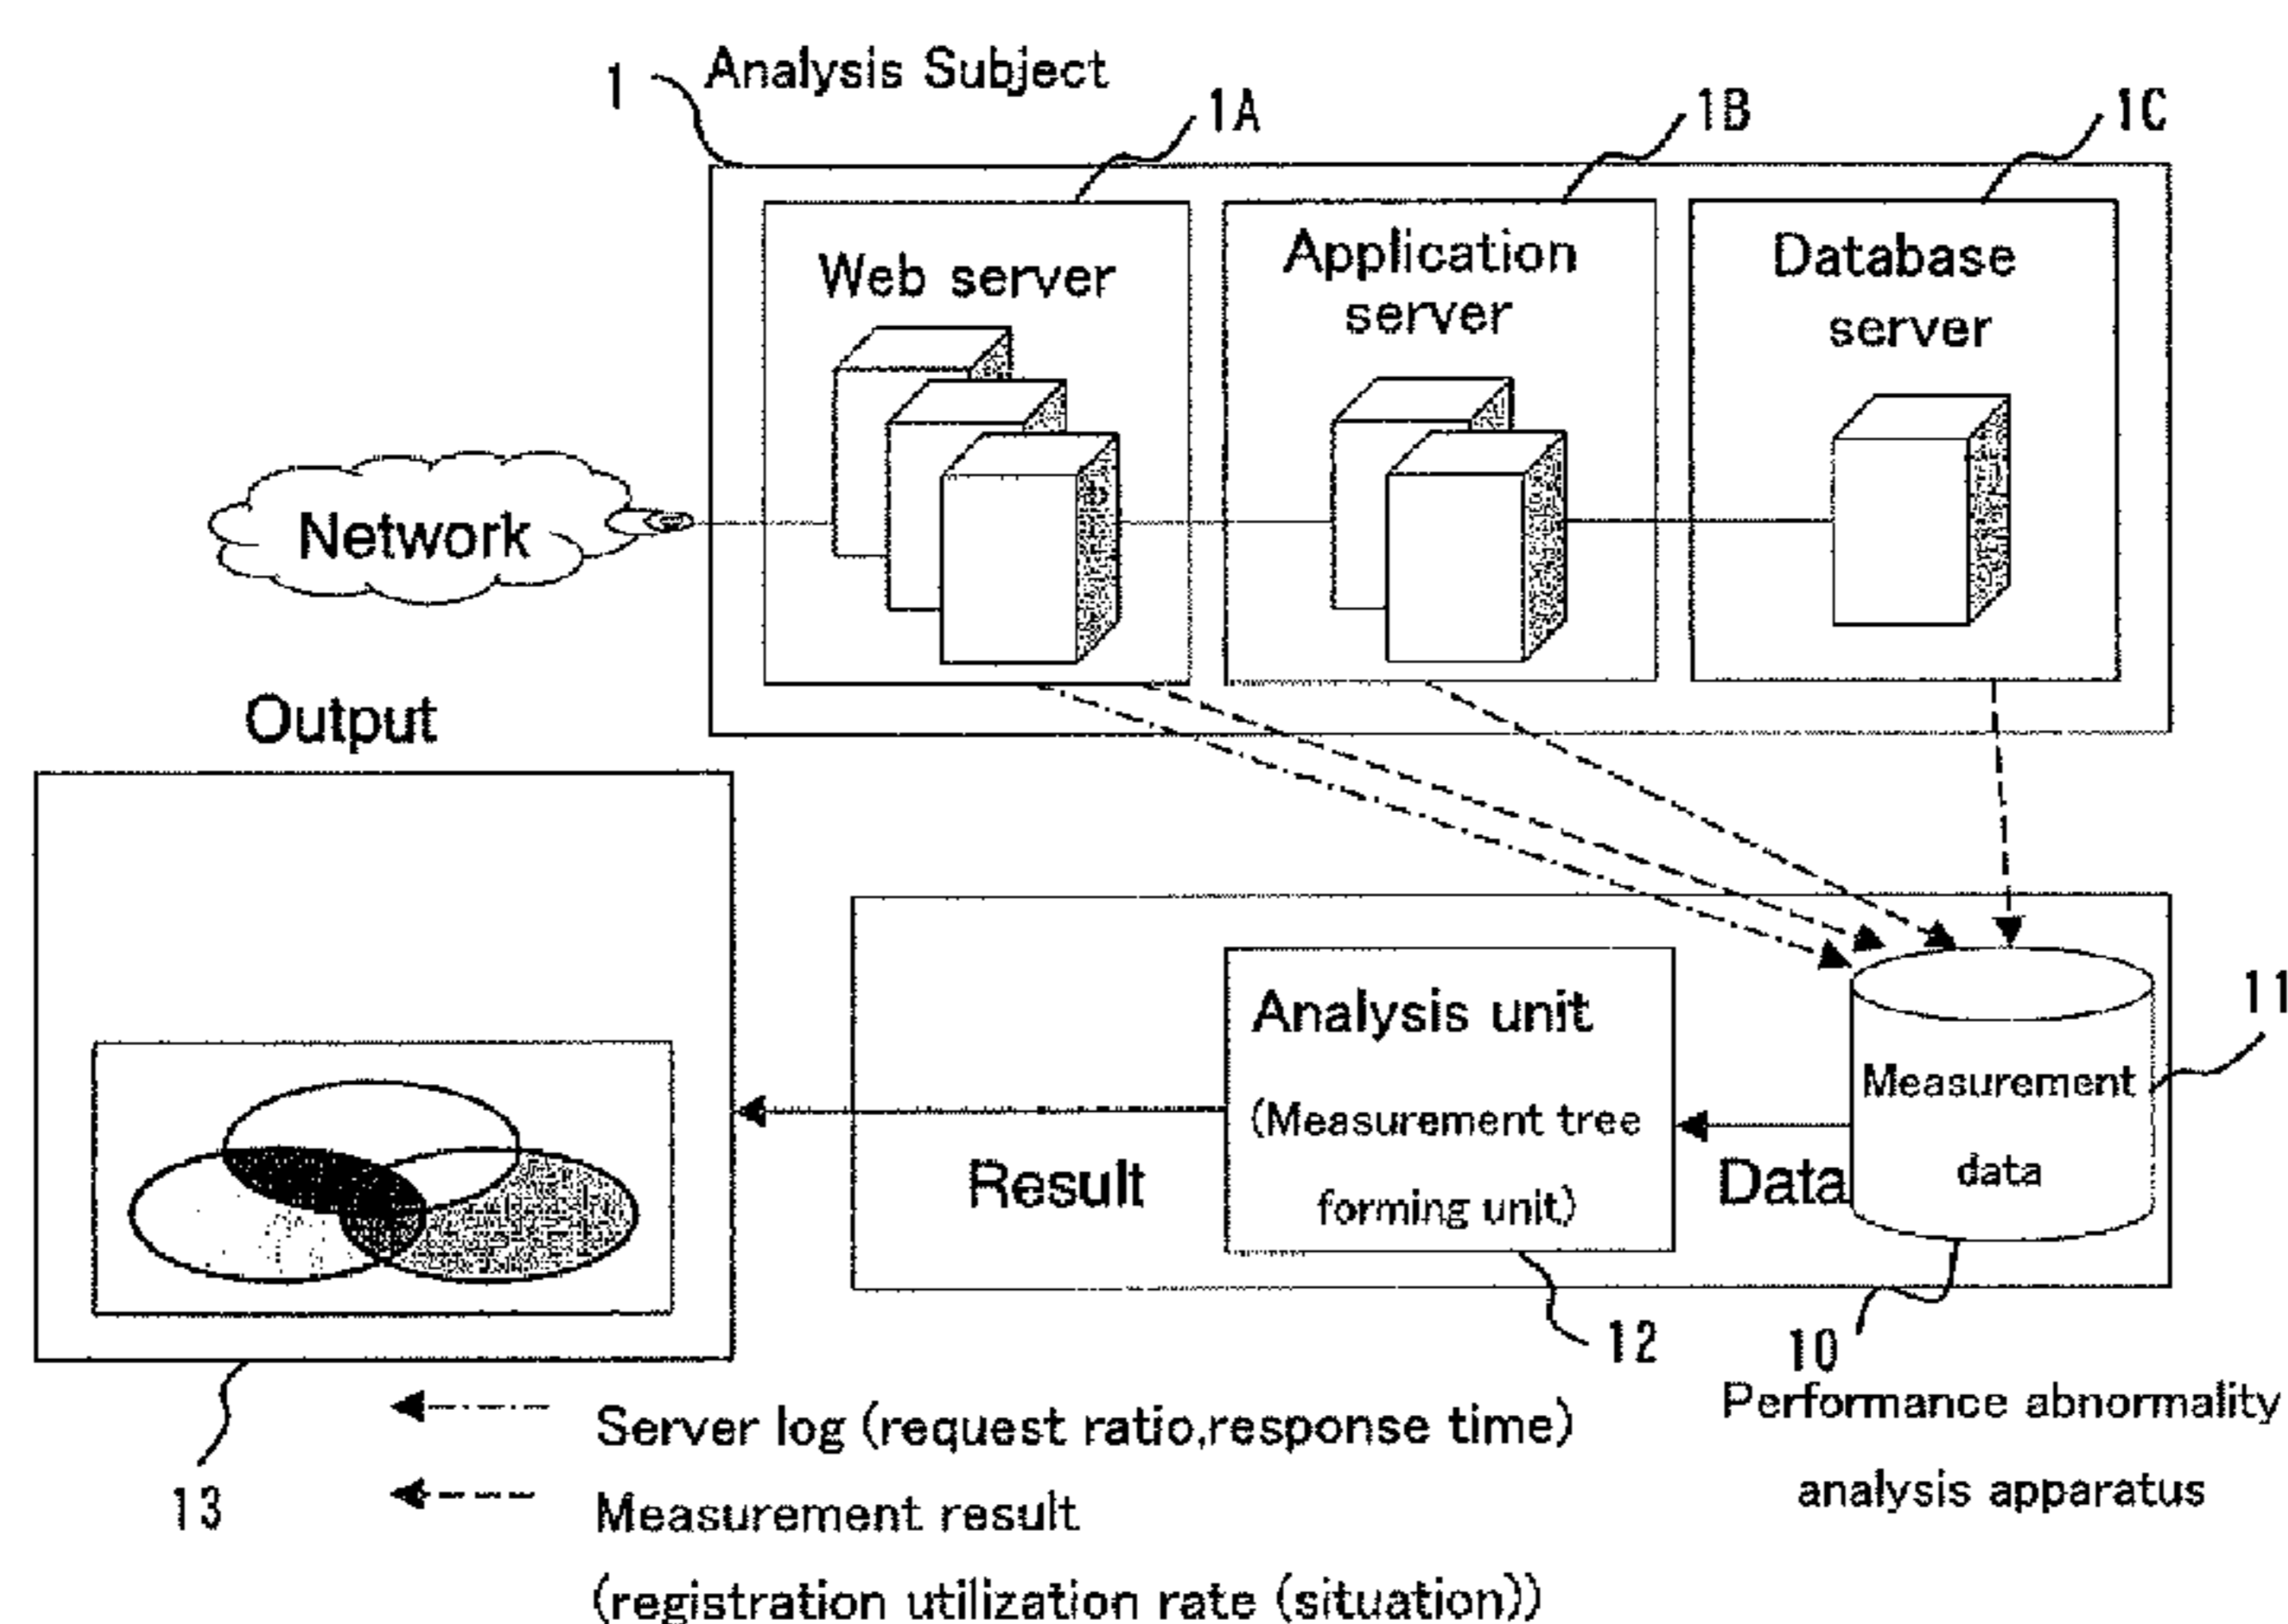 1
Analysis Subject
1A
1B
1C
Web server
Application
server
Database
server
Network
Output
Analysis unit
(Measurement tree
forming unit)
Result
Data
Measurement
data
11
12
10
Performance abnormality
analysis apparatus
13
Server log (request ratio,response time)
Measurement result
(registration utilization rate (situation))